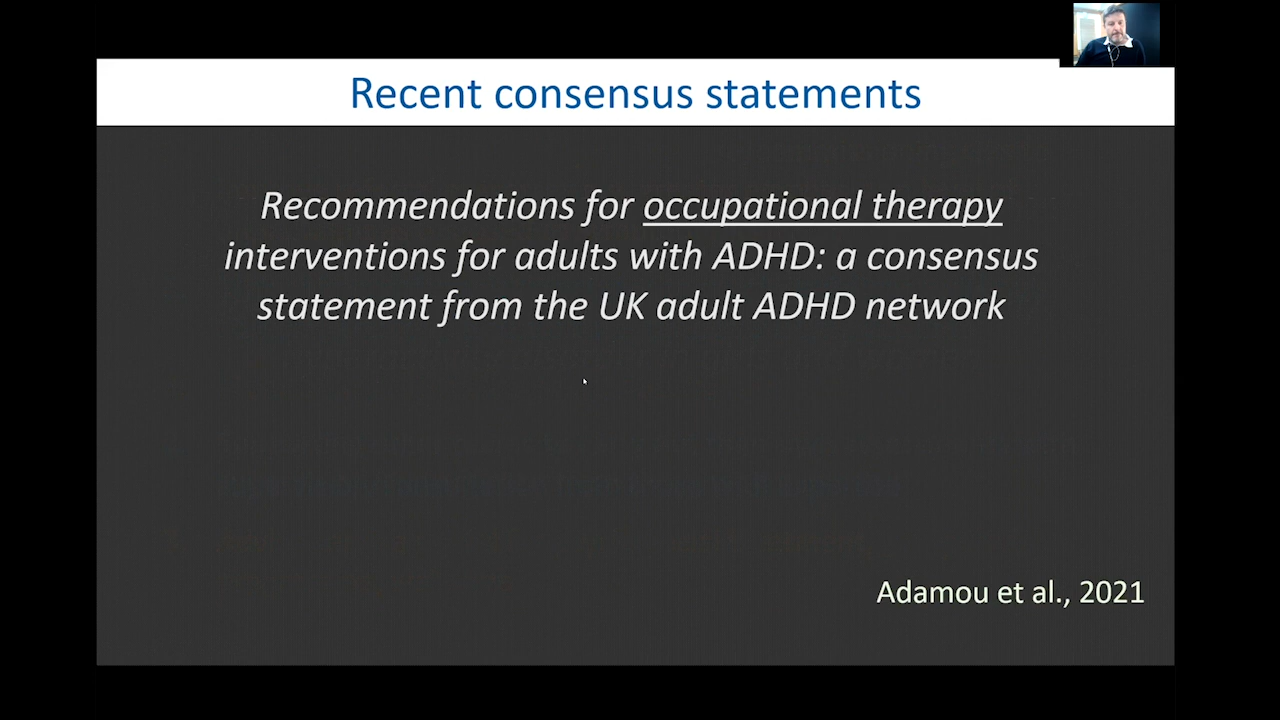 Recent consensus statements
Recommendations for occupational therapy
interventions for adults with ADHD: a consensus
statement from the UK adult ADHD network
Adamou et al., 2021